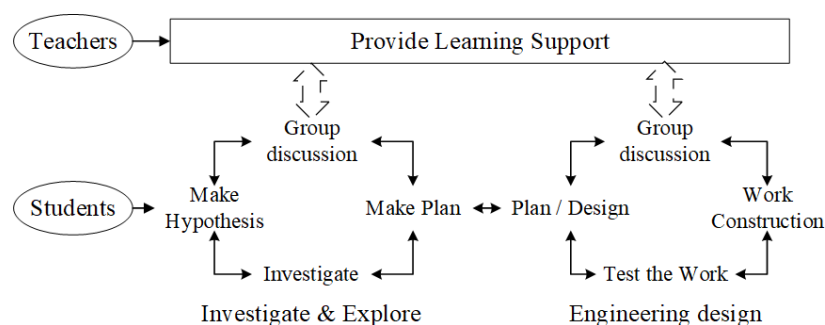 Teachers
Provide Learning Support
Group
discussion
Group
discussion
Students
Make
Hypothesis
Make Plan
Plan / Design
Work
Construction
Investigate
Test the Work
Investigate & Explore
Engineering design